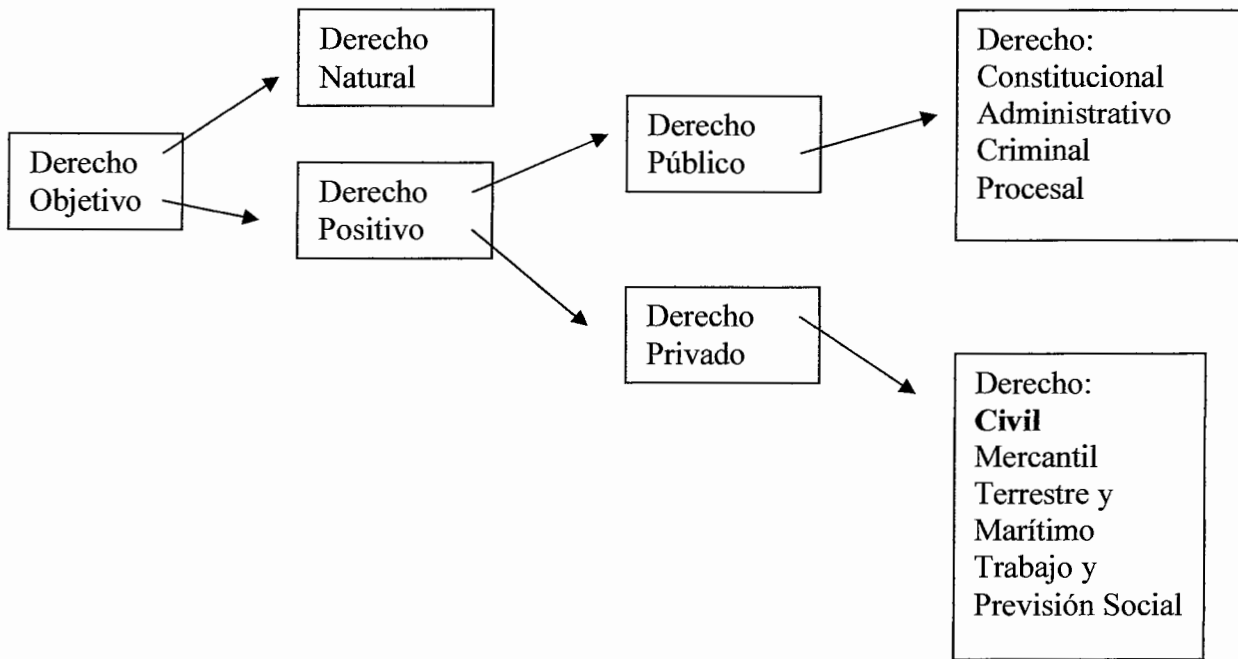 Derecho
Objetivo
Derecho
Natural
Derecho
Positivo
Derecho
Público
Derecho
Privado
Derecho:
Constitucional
Administrativo
Criminal
Procesal
Derecho:
Civil
Mercantil
Terrestre y
Marítimo
Trabajo y
Previsión Social